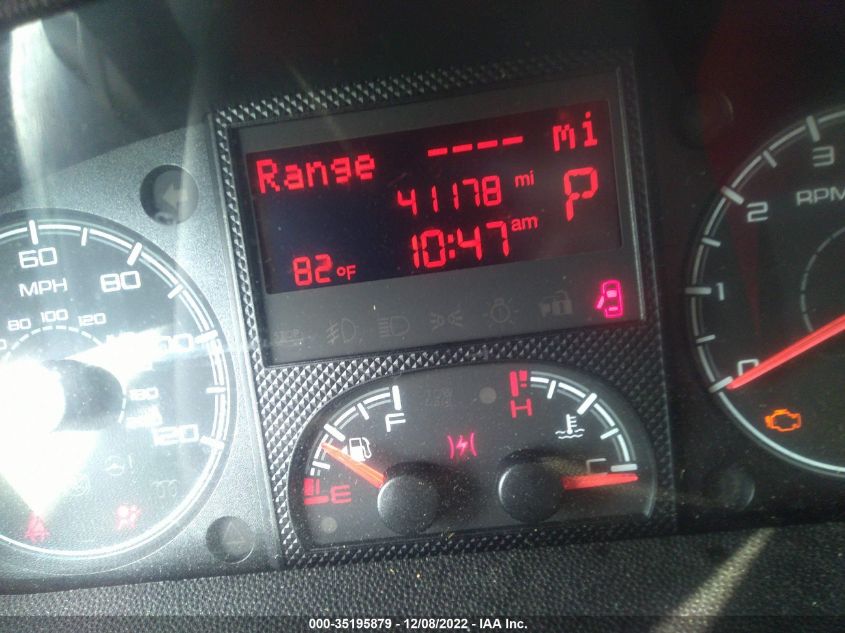 Range ---- mi
41178 mi
P
10:47 am
82°F
60
80
MPH
80 100 120
100
120
3
2
RPM
1
0
F
E
H
C
000-35195879 - 12/08/2022 - IAA Inc.